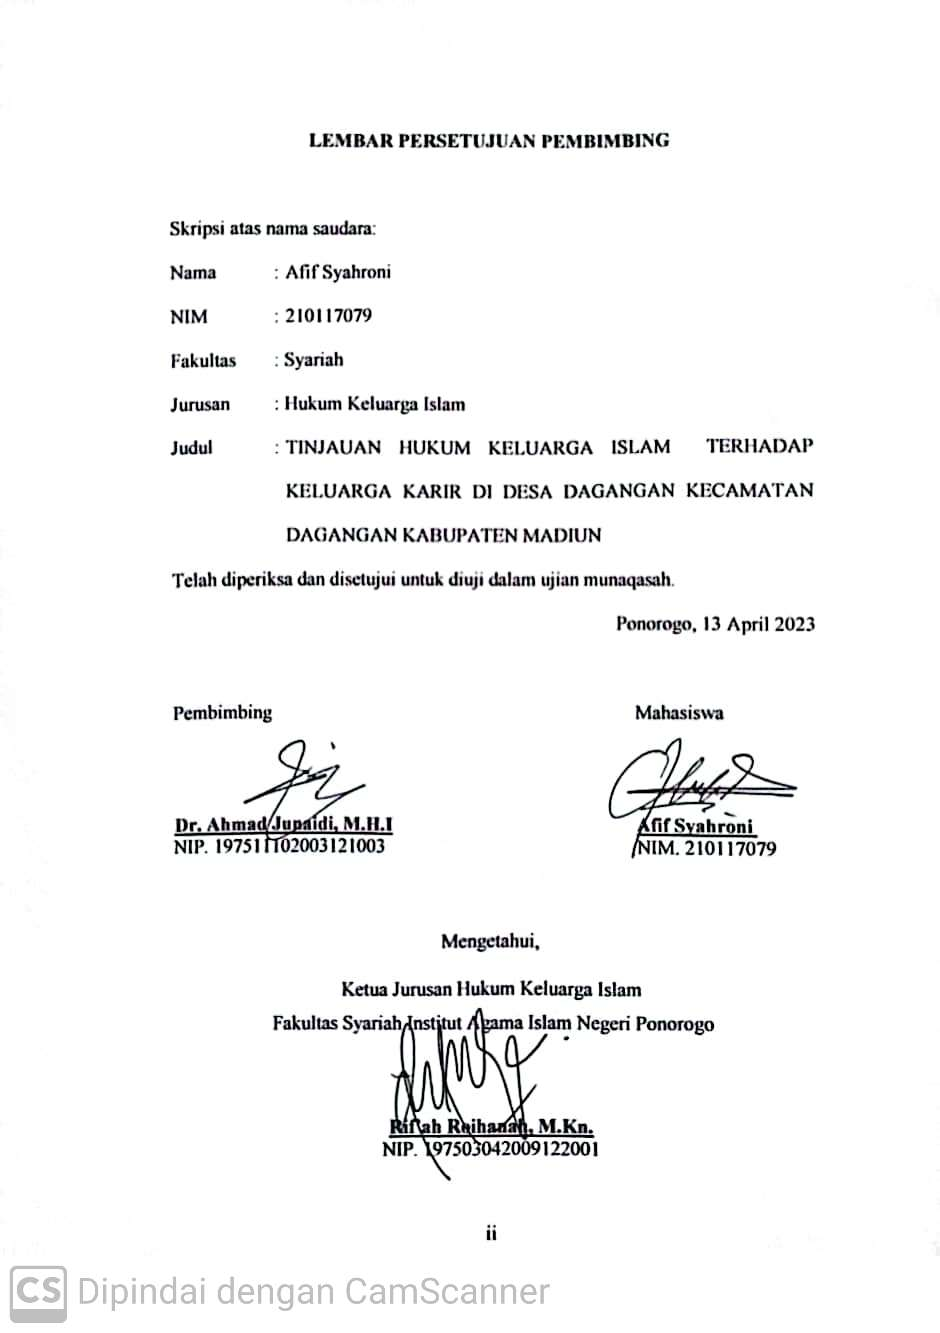 LEMBAR PERSETUJUAN PEMBIMBING
Skripsi atas nama saudara:
Nama : Afif Syahroni
NIM : 210117079
Fakultas : Syariah
Jurusan : Hukum Keluarga Islam
Judul : TINJAUAN HUKUM KELUARGA ISLAM TERHADAP
KELUARGA KARIR DI DESA DAGANGAN KECAMATAN
DAGANGAN KABUPATEN MADIUN
Telah diperiksa dan disetujui untuk diuji dalam ujian munaqasah.
Ponorogo, 13 April 2023
Pembimbing Mahasiswa
Dr. Ahmad Junaidi, M.H.I Afif Syahroni
NIP. 197511102003121003 NIM. 210117079
Mengetahui,
Ketua Jurusan Hukum Keluarga Islam
Fakultas Syariah Institut Agama Islam Negeri Ponorogo
Rifah Roihanah, M.Kn.
NIP. 197503042009122001
ii
CS Dipindai dengan CamScanner